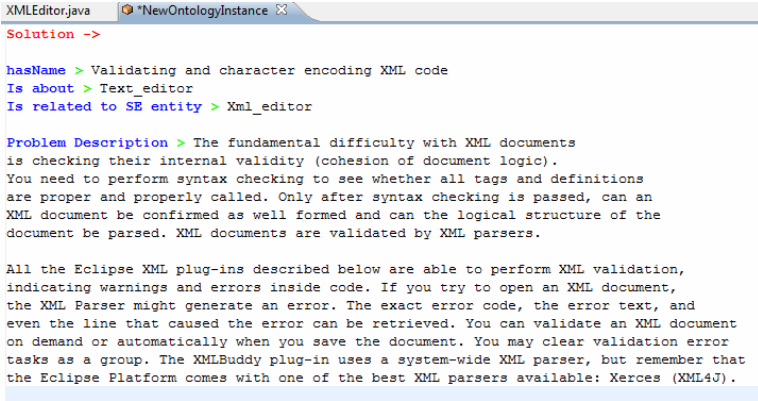 XMLEditor.java *NewOntologyInstance
Solution ->
hasName > Validating and character encoding XML code
Is about > Text_editor
Is related to SE entity > Xml_editor
Problem Description > The fundamental difficulty with XML documents
is checking their internal validity (cohesion of document logic).
You need to perform syntax checking to see whether all tags and definitions
are proper and properly called. Only after syntax checking is passed, can an
XML document be confirmed as well formed and can the logical structure of the
document be parsed. XML documents are validated by XML parsers.
All the Eclipse XML plug-ins described below are able to perform XML validation,
indicating warnings and errors inside code. If you try to open an XML document,
the XML Parser might generate an error. The exact error code, the error text, and
even the line that caused the error can be retrieved. You can validate an XML document
on demand or automatically when you save the document. You may clear validation error
tasks as a group. The XMLBuddy plug-in uses a system-wide XML parser, but remember that
the Eclipse Platform comes with one of the best XML parsers available: Xerces (XML4J).